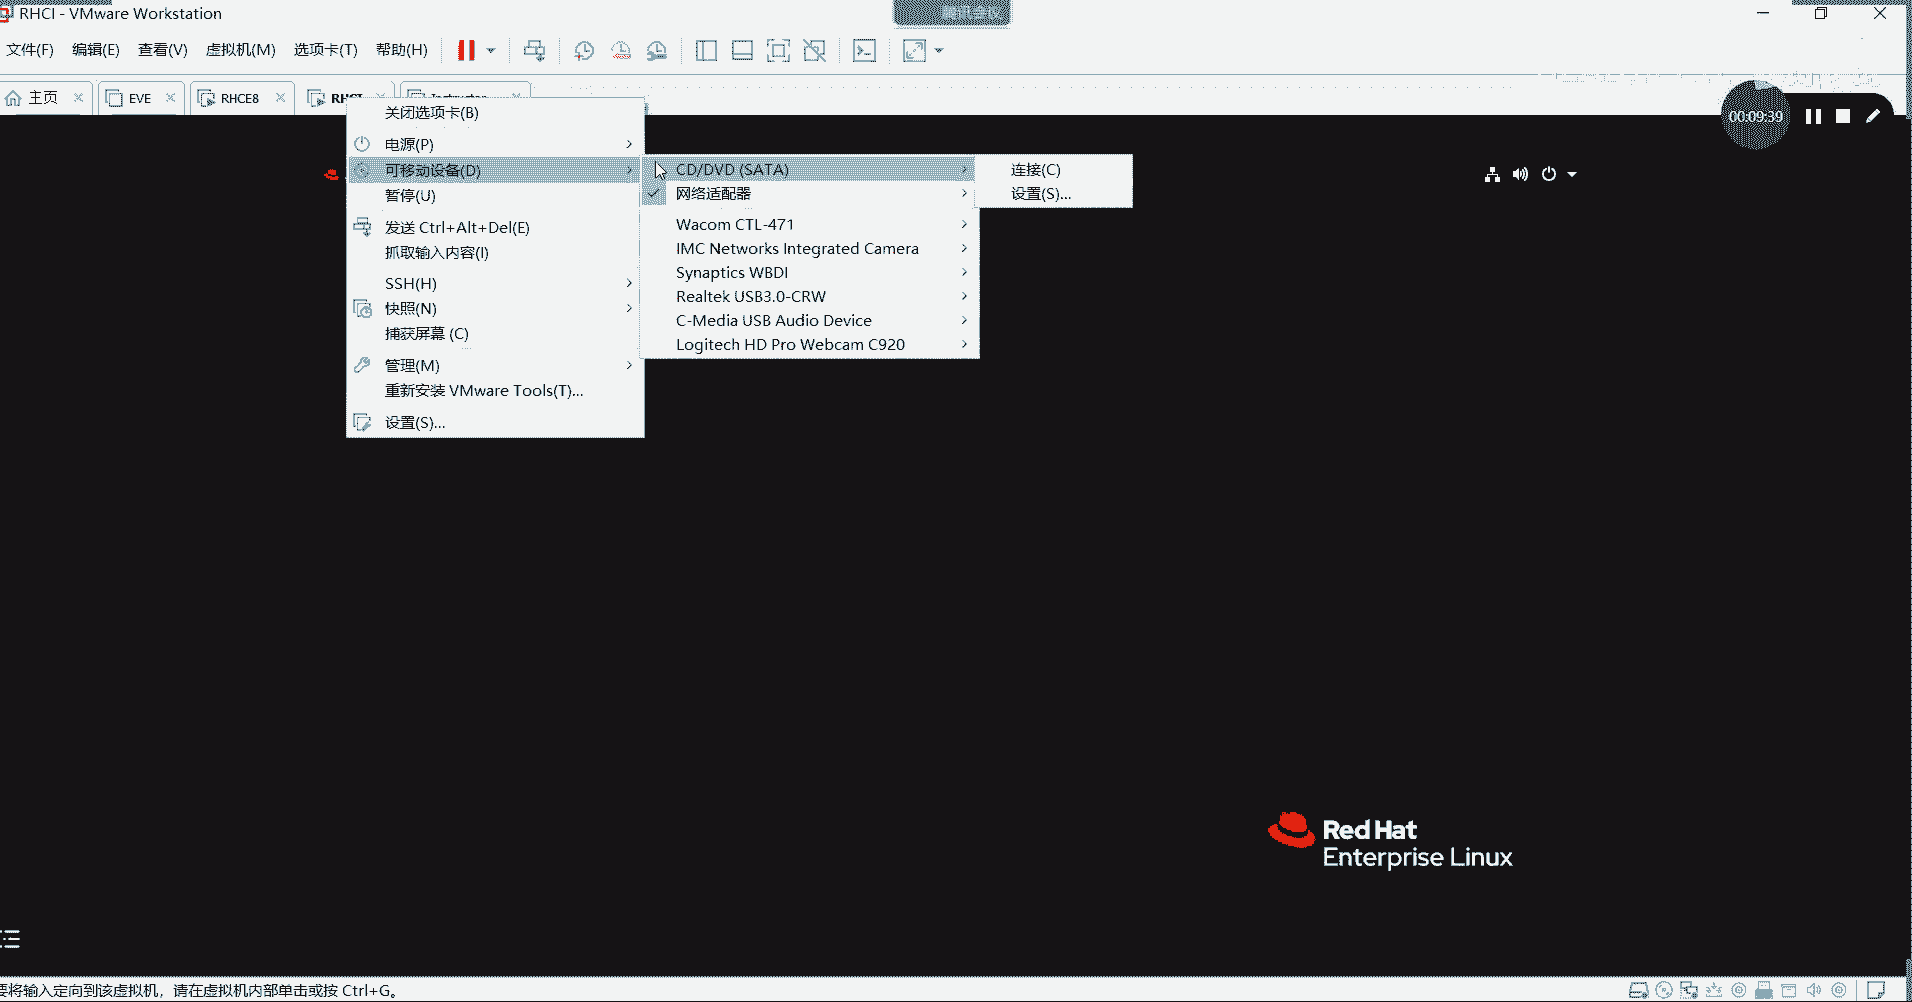 RHCI - VMware Workstation
文件(F) 编辑(E) 查看(V) 虚拟机(M) 选项卡(T) 帮助(H)
主页 EVE RHCE8
00:09:39
关闭选项卡(B)
电源(P)
可移动设备(D)
暂停(U)
发送 Ctrl+Alt+Del(E)
抓取输入内容(I)
SSH(H)
快照(N)
捕获屏幕 (C)
管理(M)
重新安装 VMware Tools(T)...
设置(S)...
CD/DVD (SATA)
网络适配器
Wacom CTL-471
IMC Networks Integrated Camera
Synaptics WBDI
Realtek USB3.0-CRW
C-Media USB Audio Device
Logitech HD Pro Webcam C920
连接(C)
设置(S)...
Red Hat
Enterprise Linux
要将输入定向到该虚拟机，请在虚拟机内部单击或按 Ctrl+G。